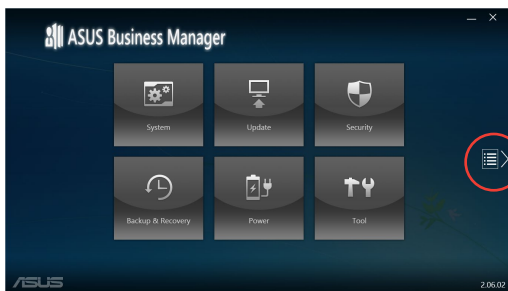 ASUS Business Manager
System
Update
Security
Backup & Recovery
Power
Tool
ASUS
2.06.02